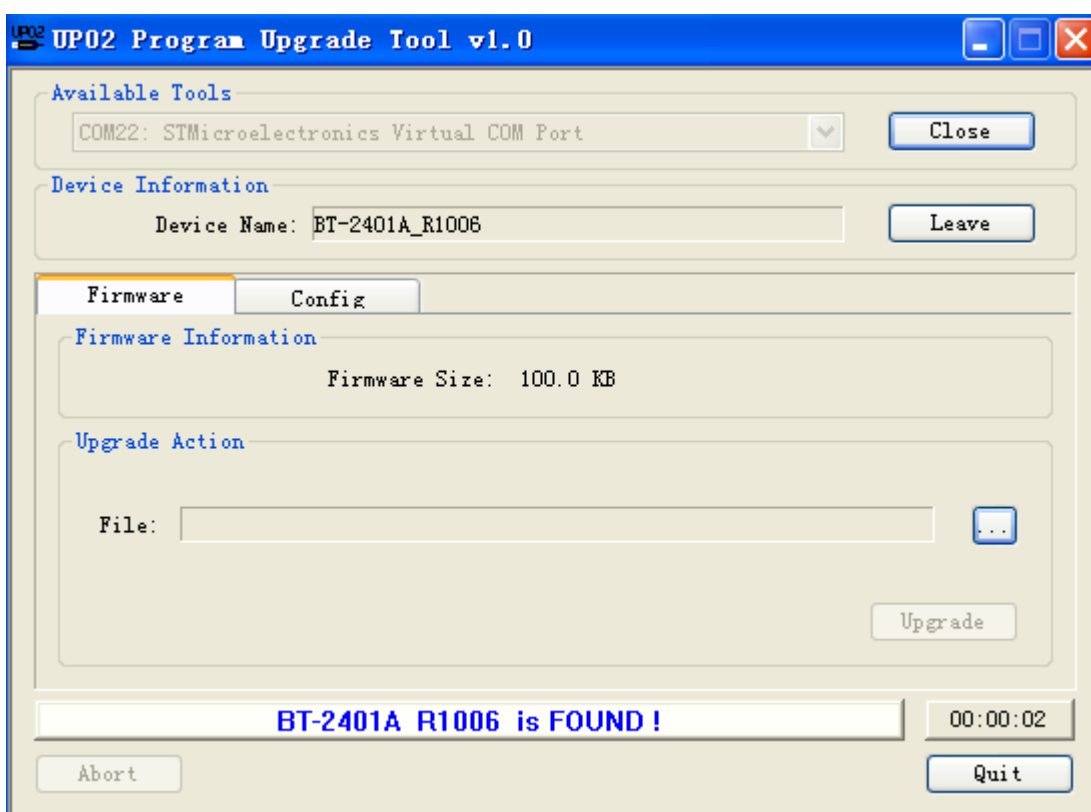 UP02 UP02 Program Upgrade Tool v1.0
Available Tools
COM22: STMicroelectronics Virtual COM Port Close
Device Information
Device Name: BT-2401A_R1006 Leave
Firmware Config
Firmware Information
Firmware Size: 100.0 KB
Upgrade Action
File: ...
Upgrade
BT-2401A R1006 is FOUND ! 00:00:02
Abort Quit